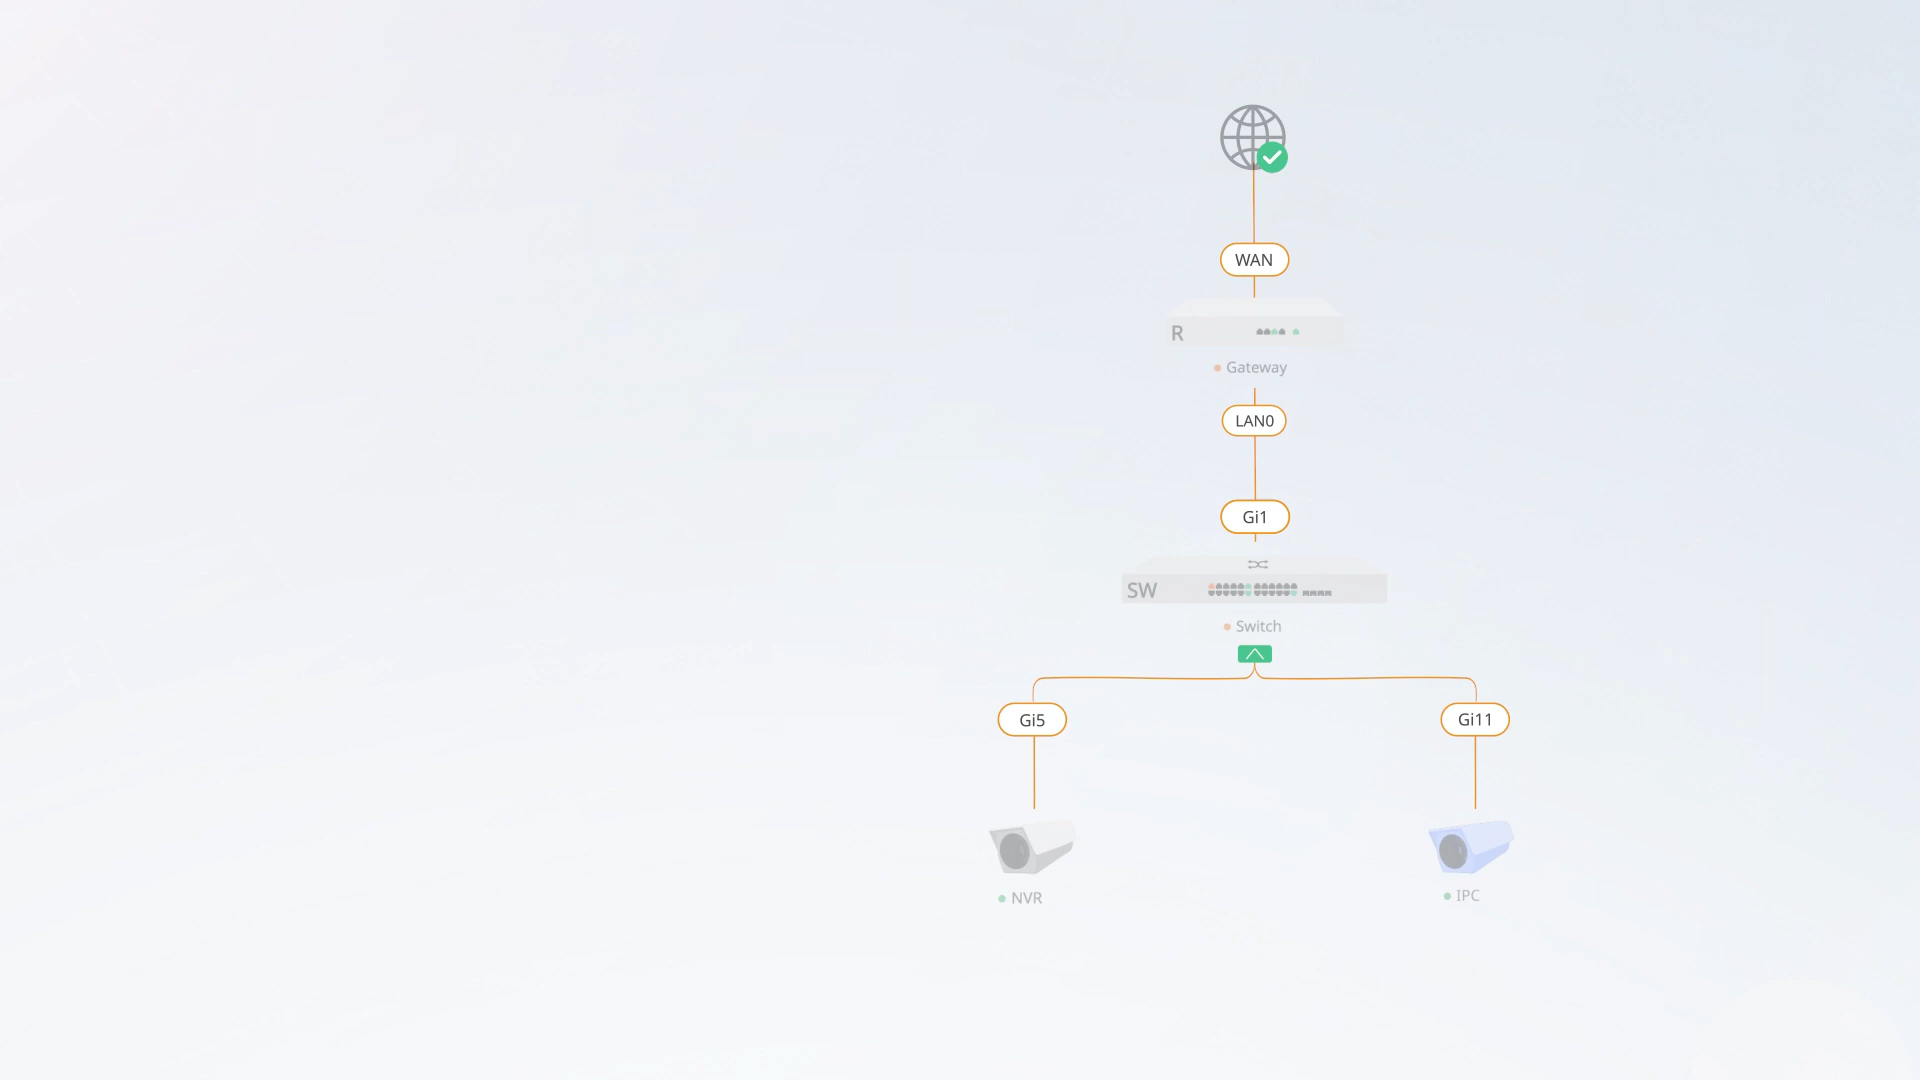 WAN
R
Gateway
LAN0
Gi1
SW
Switch
Gi5
Gi11
NVR
IPC